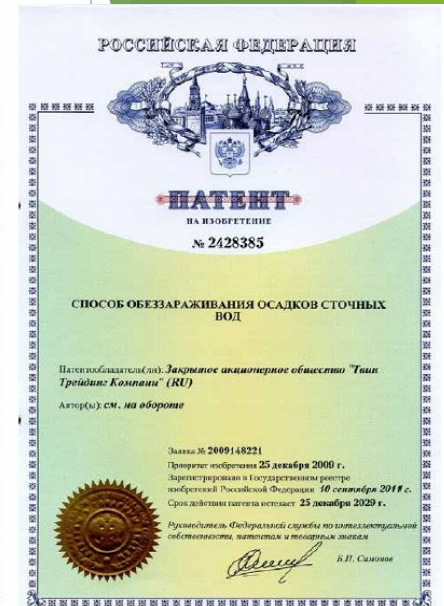 РОССИЙСКАЯ ФЕДЕРАЦИЯ
ПАТЕНТ
НА ИЗОБРЕТЕНИЕ
№ 2428385
СПОСОБ ОБЕЗЗАРАЖИВАНИЯ ОСАДКОВ СТОЧНЫХ
ВОД
Патентообладатель(ли): Закрытое акционерное общество "Твин
Трейдинг Компани" (RU)
Автор(ы): см. на обороте
Заявка № 2009148221
Приоритет изобретения 25 декабря 2009 г.
Зарегистрировано в Государственном реестре
изобретений Российской Федерации 10 сентября 2011 г.
Срок действия патента истекает 25 декабря 2029 г.
Руководитель Федеральной службы по интеллектуальной
собственности, патентам и товарным знакам
Б.П. Симонов